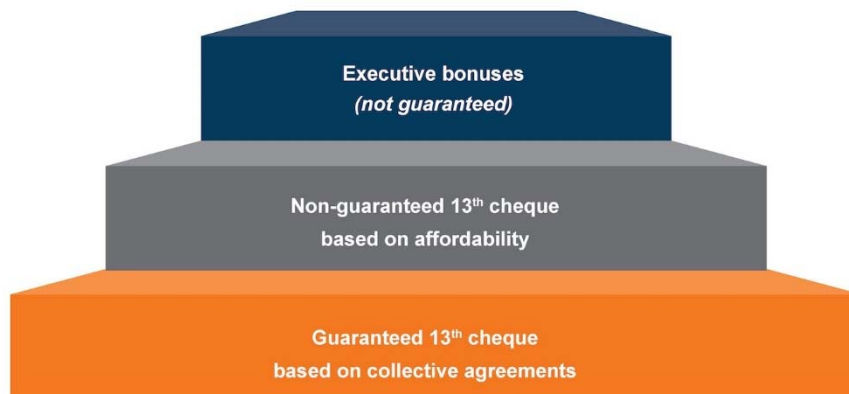 Executive bonuses
(not guaranteed)
Non-guaranteed 13th cheque
based on affordability
Guaranteed 13th cheque
based on collective agreements